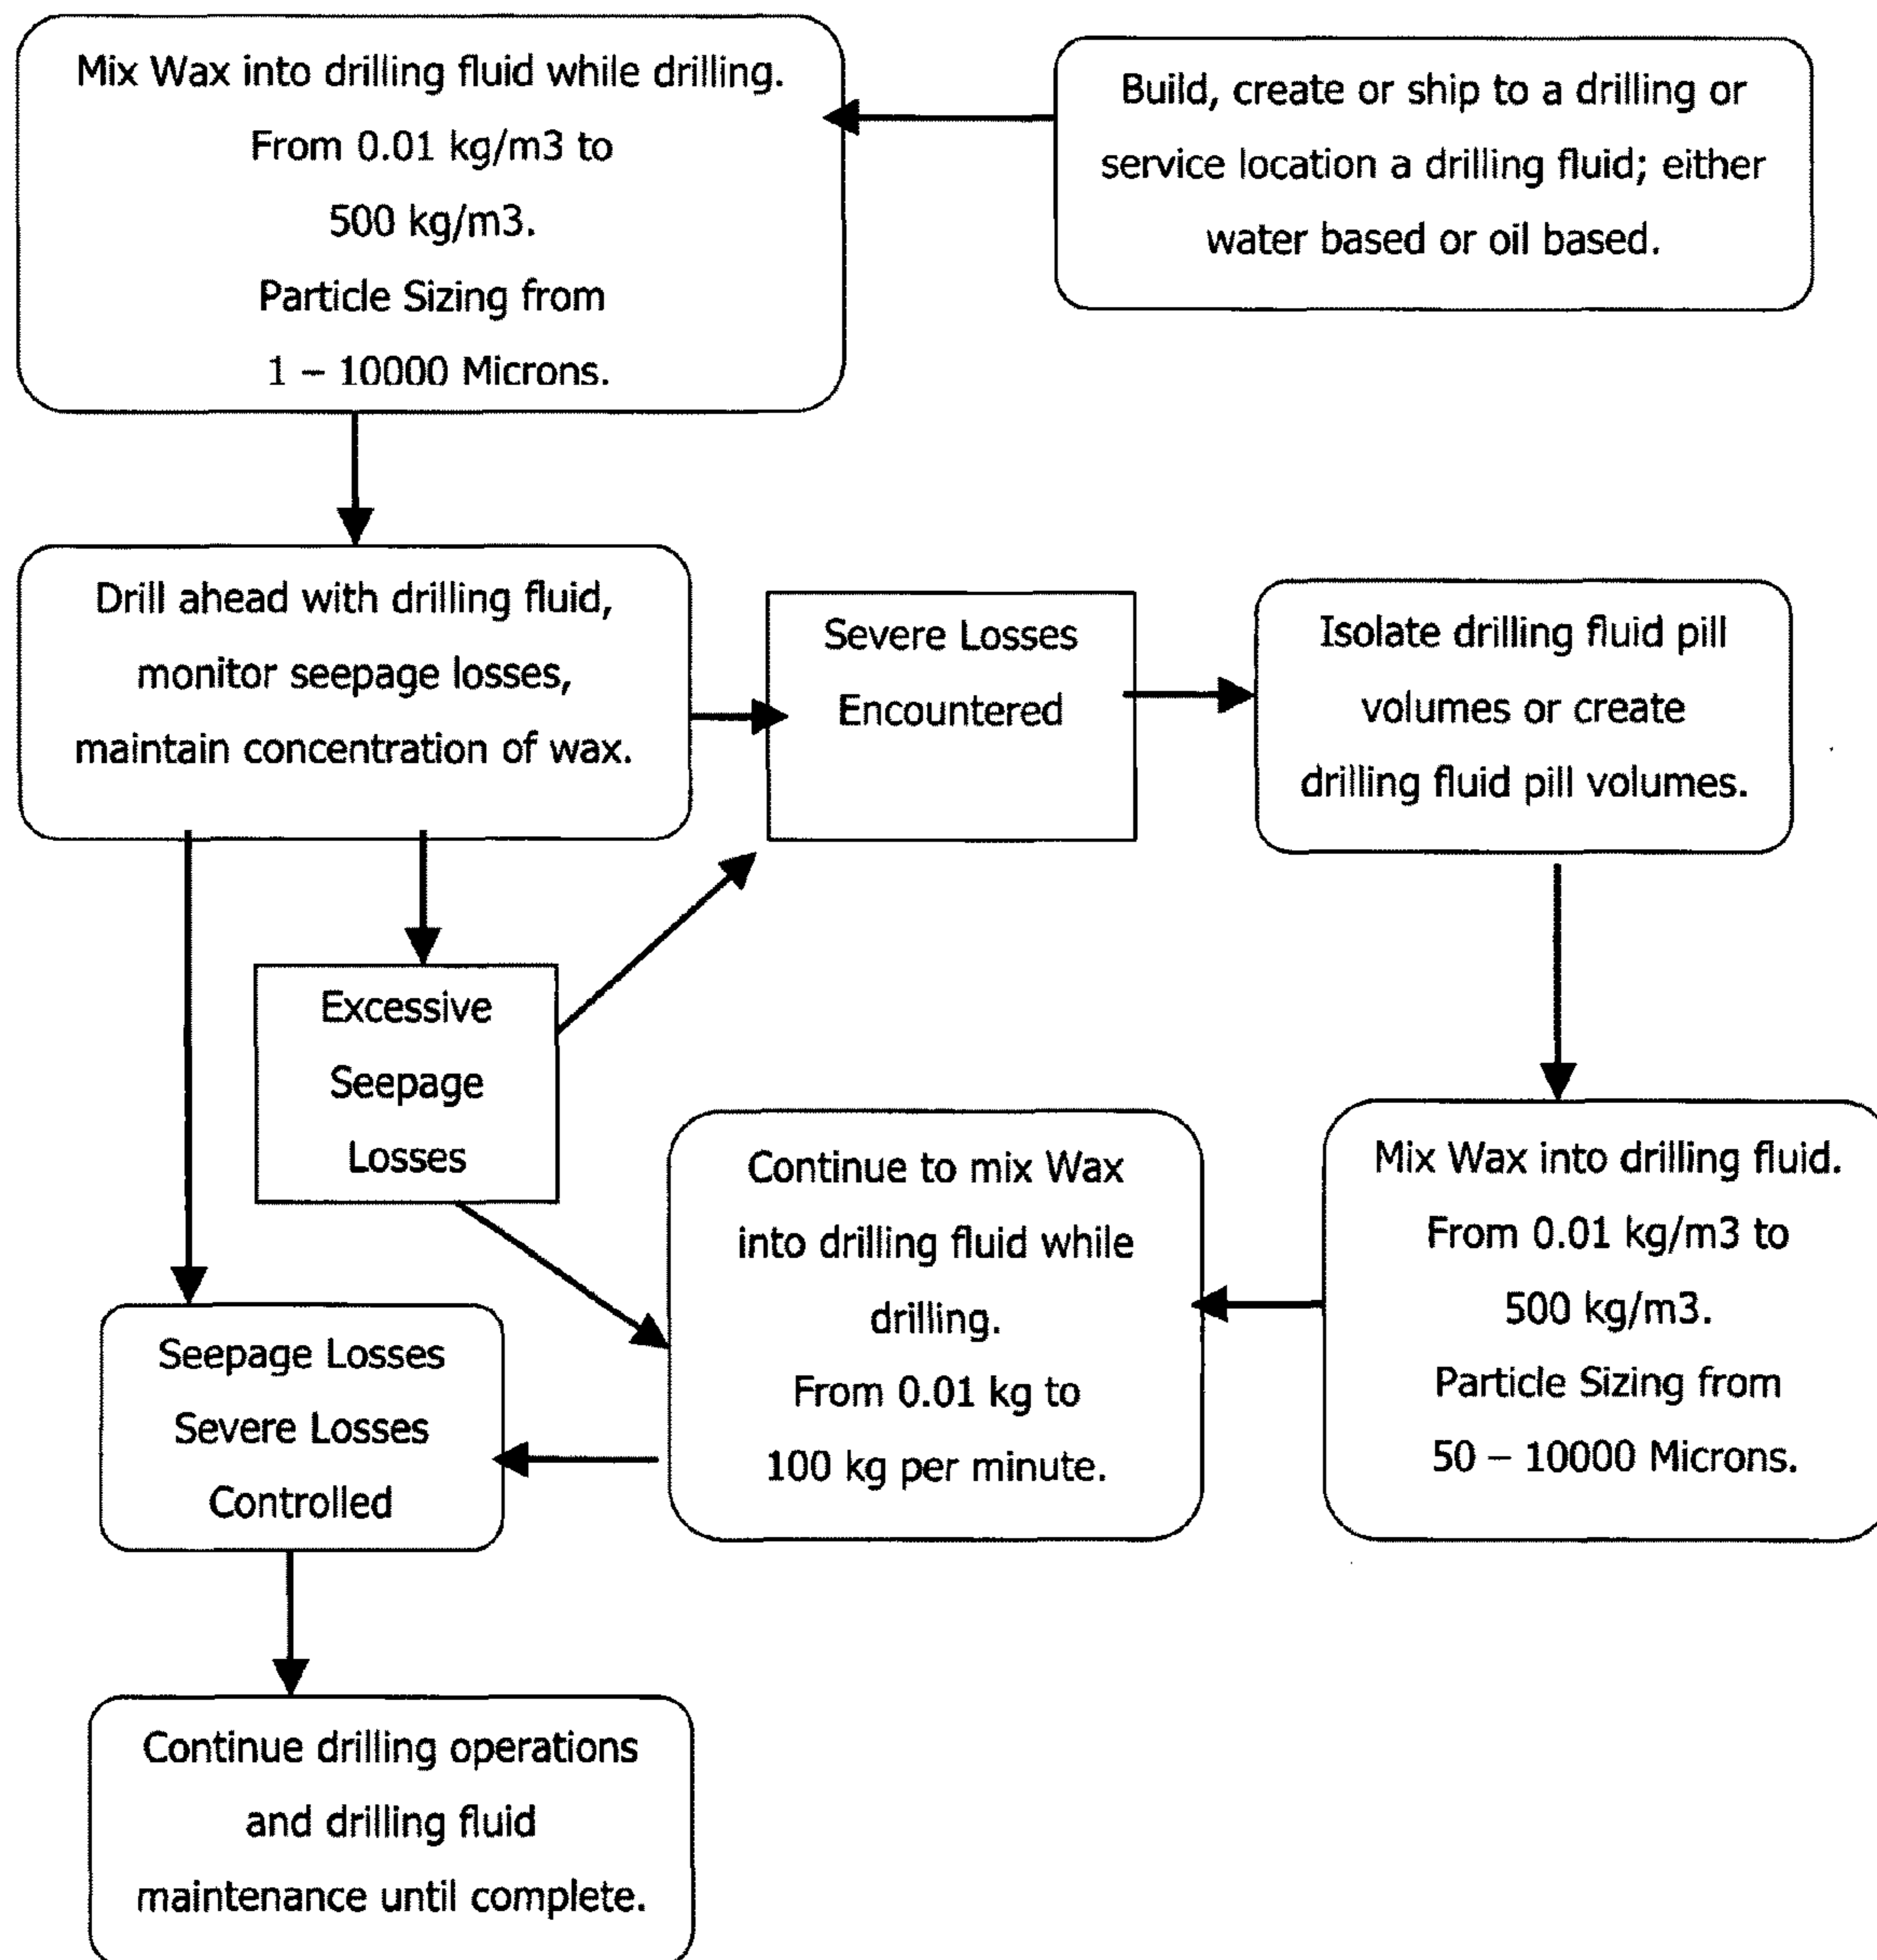 Mix Wax into drilling fluid while drilling.
From 0.01 kg/m3 to
500 kg/m3.
Particle Sizing from
1 – 10000 Microns.
Build, create or ship to a drilling or
service location a drilling fluid; either
water based or oil based.
Drill ahead with drilling fluid,
monitor seepage losses,
maintain concentration of wax.
Severe Losses
Encountered
Isolate drilling fluid pill
volumes or create
drilling fluid pill volumes.
Excessive
Seepage
Losses
Continue to mix Wax
into drilling fluid while
drilling.
From 0.01 kg to
100 kg per minute.
Mix Wax into drilling fluid.
From 0.01 kg/m3 to
500 kg/m3.
Particle Sizing from
50 – 10000 Microns.
Seepage Losses
Severe Losses
Controlled
Continue drilling operations
and drilling fluid
maintenance until complete.